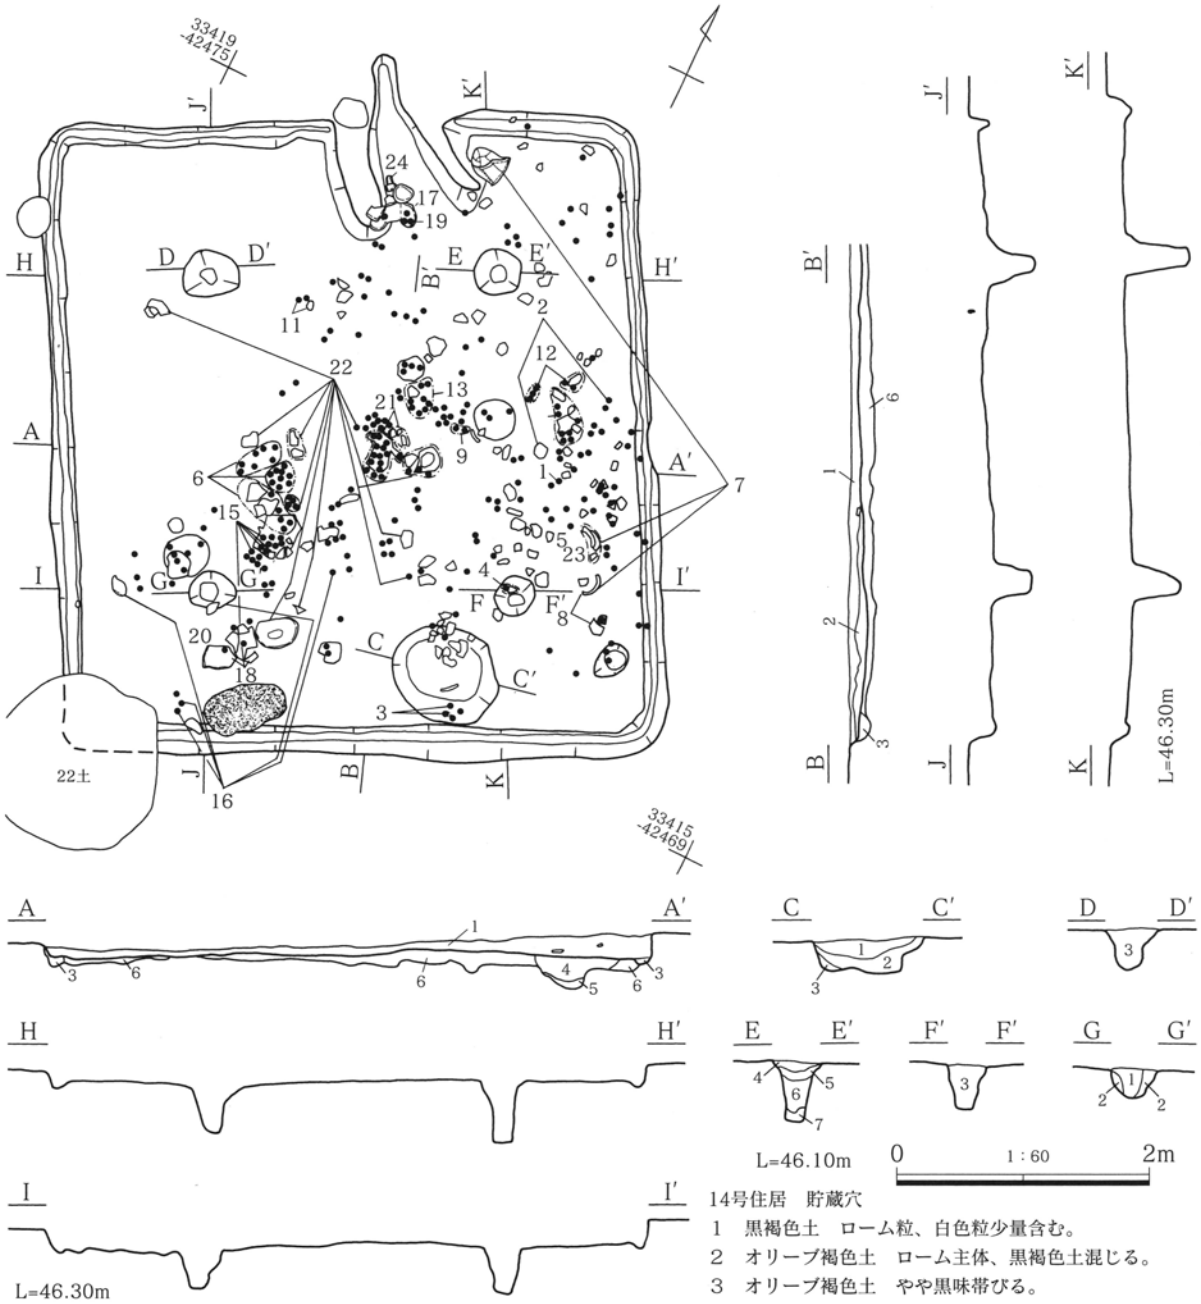 33419
-42475
J'
K'
24
17
19
D
D'
B'
E
E'
H
H'
2
11
22
12
13
21
A
9
A'
6
1
7
15
5
23
4
G
G'
I
F
F'
I'
8
20
C
18
C'
3
22土
J
B
K
16
33415
-42469
B'
J'
K'
6
1
2
3
B
J
K
L=46.30m
A
A'
1
3
6
6
4
5
6
3
C
C'
1
2
3
D
D'
3
H
H'
E
E'
4
5
6
7
F'
F'
3
G
G'
1
2
2
L=46.10m
0
1：60
2m
I
I'
L=46.30m
14号住居　貯蔵穴
1　黒褐色土　ローム粒、白色粒少量含む。
2　オリーブ褐色土　ローム主体、黒褐色土混じる。
3　オリーブ褐色土　やや黒味帯びる。